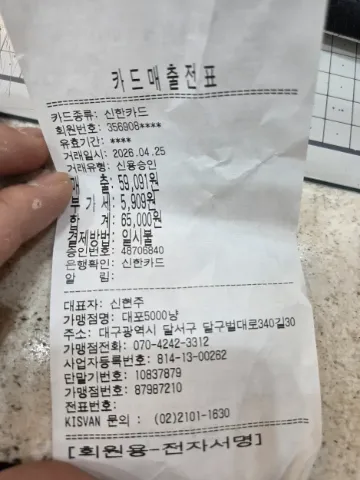 카드매출전표
카드종류: 신한카드
회원번호: 356908****
유효기간: ****
거래일시: 2026.04.25
거래유형: 신용승인
매 출: 59,091원
부가세: 5,909원
합 계: 65,000원
결제방법: 일시불
승인번호: 48706840
은행확인: 신한카드
알 림:
대표자: 신현주
가맹점명: 대포5000냥
주소: 대구광역시 달서구 달구벌대로340길30
가맹점전화: 070-4242-3312
사업자등록번호: 814-13-00262
단말기번호: 10837879
가맹점번호: 87987210
전표번호:
KISVAN 문의 : (02)2101-1630
[회원용-전자서명]